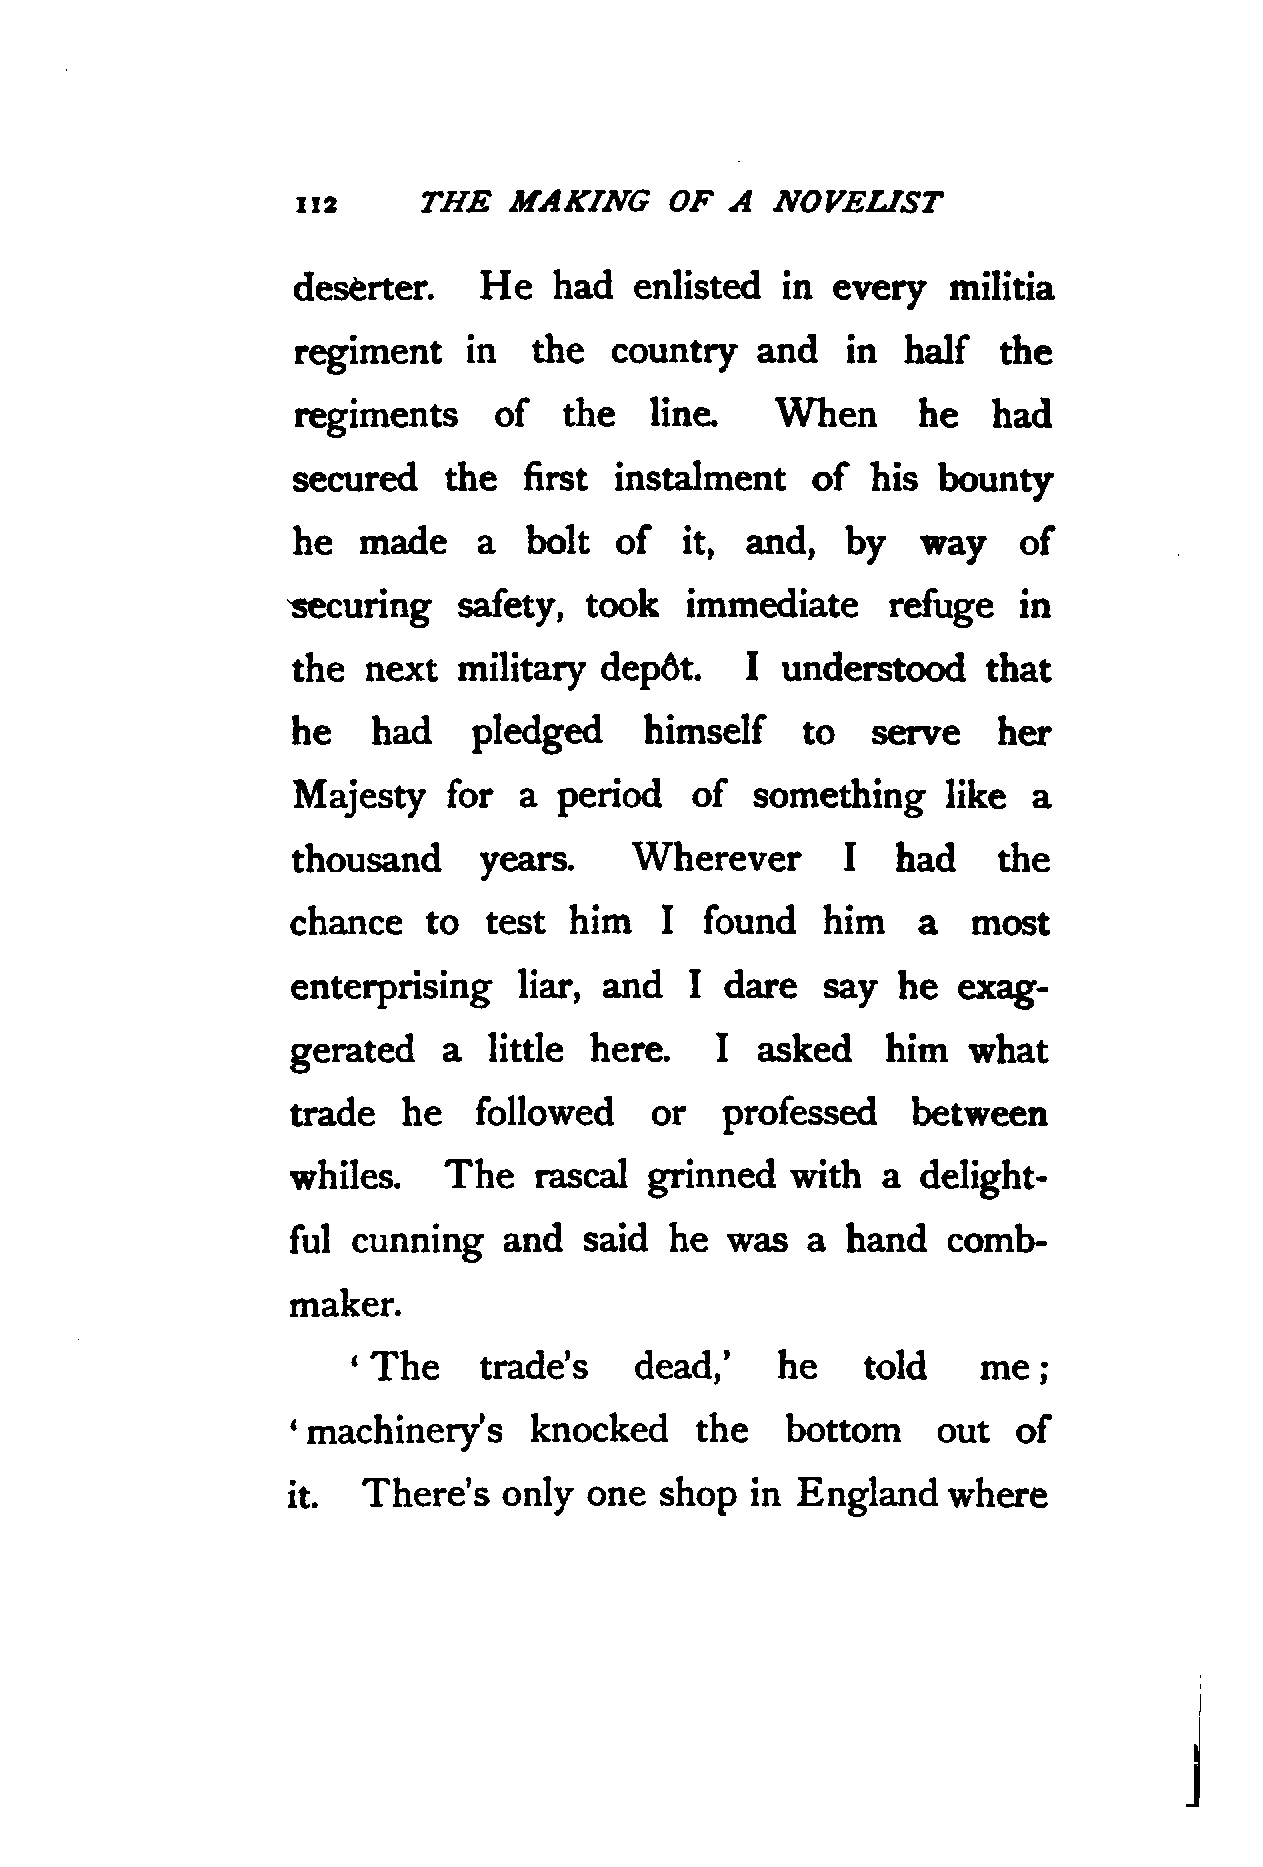 112 THE MAKING OF A NOVELIST
deserter. He had enlisted in every militia
regiment in the country and in half the
regiments of the line. When he had
secured the first instalment of his bounty
he made a bolt of it, and, by way of
securing safety, took immediate refuge in
the next military depôt. I understood that
he had pledged himself to serve her
Majesty for a period of something like a
thousand years. Wherever I had the
chance to test him I found him a most
enterprising liar, and I dare say he exag-
gerated a little here. I asked him what
trade he followed or professed between
whiles. The rascal grinned with a delight-
ful cunning and said he was a hand comb-
maker.
‘ The trade's dead,’ he told me ;
‘ machinery's knocked the bottom out of
it. There's only one shop in England where